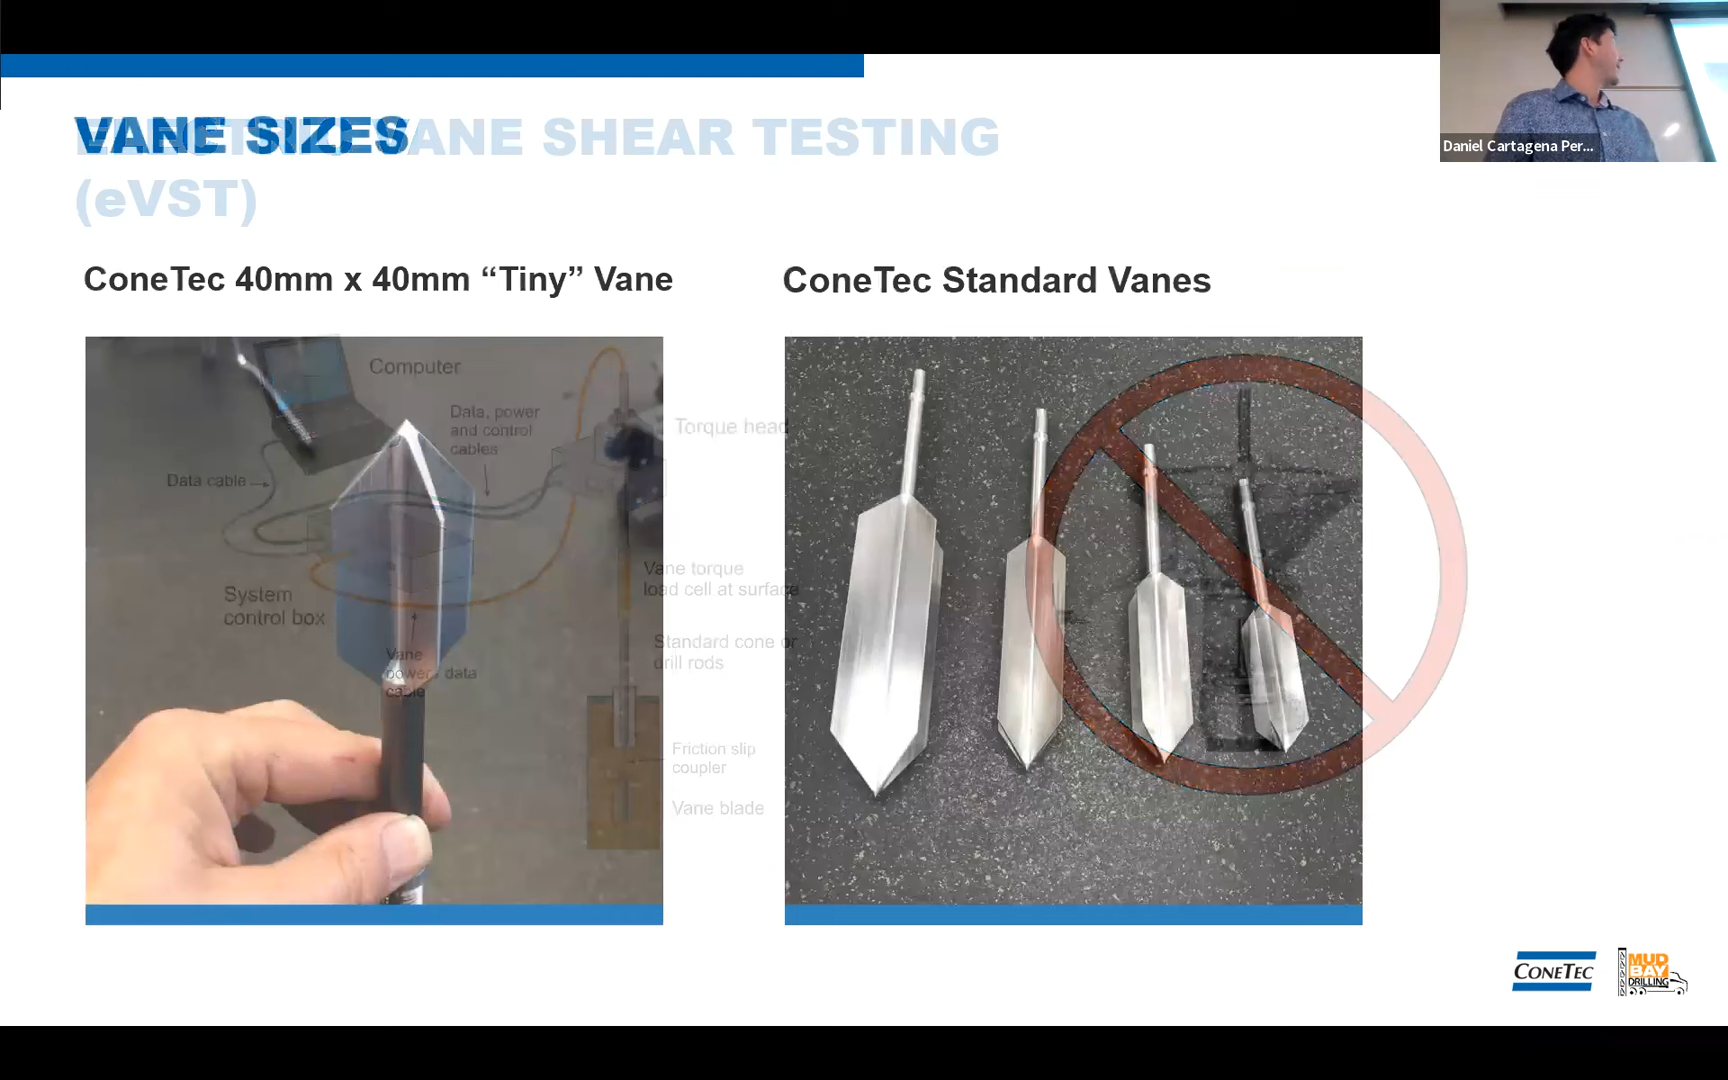 VANE SIZES
ELECTRIC VANE SHEAR TESTING
(eVST)
ConeTec 40mm x 40mm “Tiny” Vane
ConeTec Standard Vanes
Computer
Data, power
and control
cables
Data cable
Torque head
System
control box
Vane
power / data
cable
Vane torque
load cell at surface
Standard cone or
drill rods
Friction slip
coupler
Vane blade
Daniel Cartagena Per...
CONETEC
MUD
BAY
DRILLING